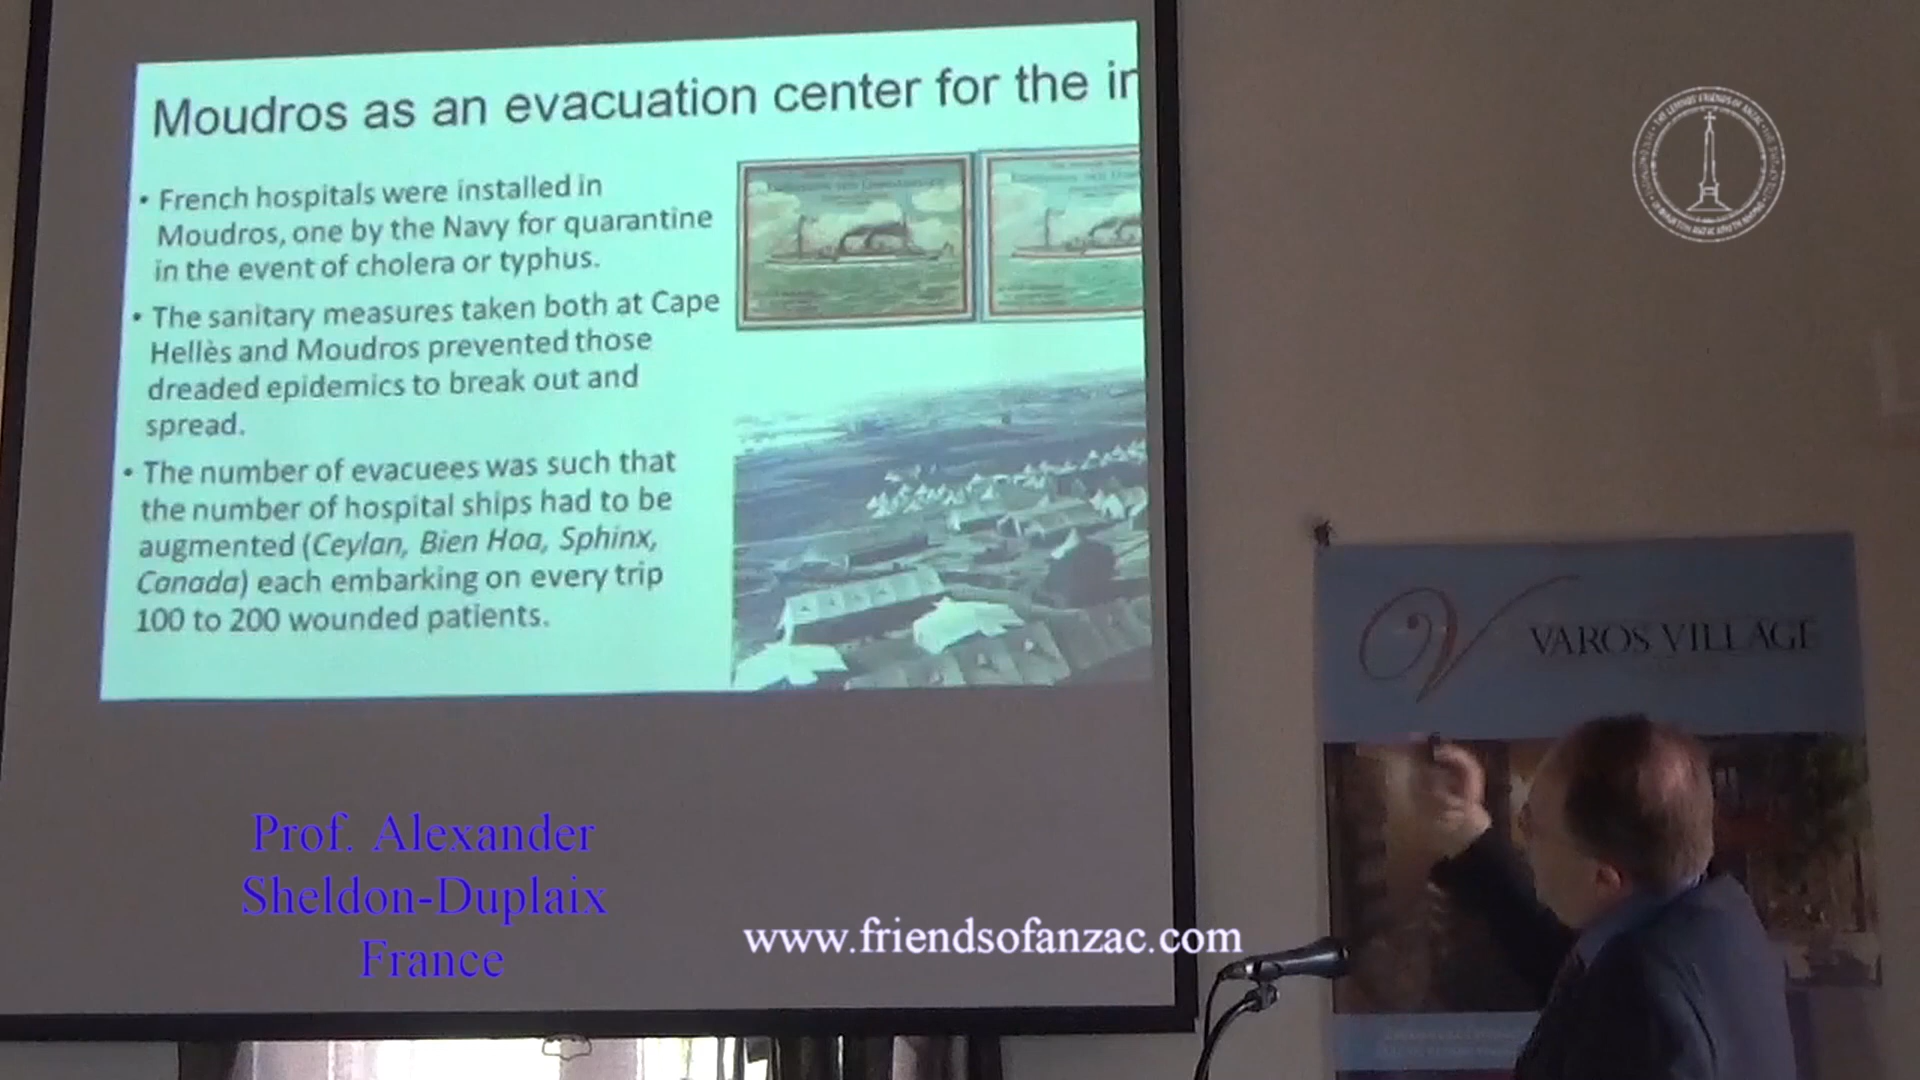 Moudros as an evacuation center for the
• French hospitals were installed in
Moudros, one by the Navy for quarantine
in the event of cholera or typhus.
• The sanitary measures taken both at Cape
Hellès and Moudros prevented those
dreaded epidemics to break out and
spread.
• The number of evacuees was such that
the number of hospital ships had to be
augmented (Ceylan, Bien Hoa, Sphinx,
Canada) each embarking on every trip
100 to 200 wounded patients.
V VAROS VILLAGE
Prof. Alexander
Sheldon-Duplaix
France
www.friendsofanzac.com